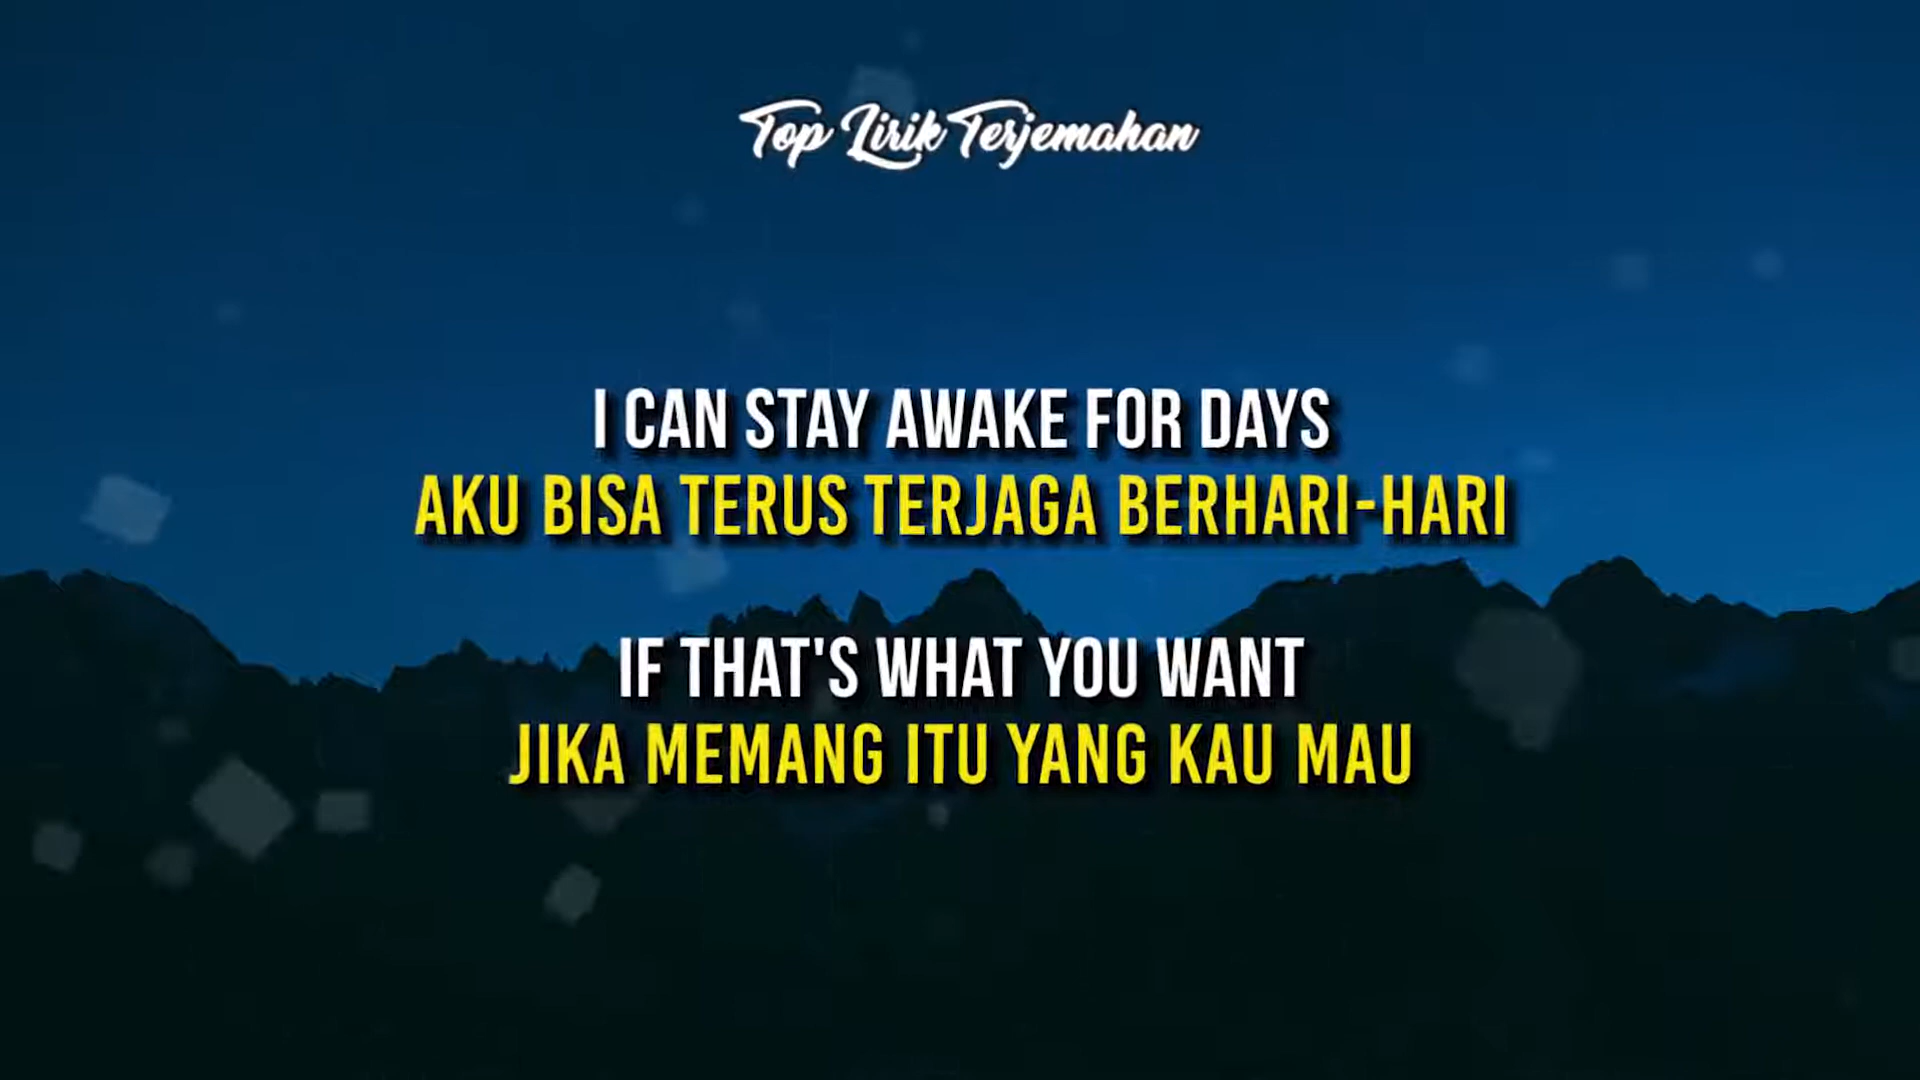 Top Lirik Terjemahan
I CAN STAY AWAKE FOR DAYS
AKU BISA TERUS TERJAGA BERHARI-HARI
IF THAT'S WHAT YOU WANT
JIKA MEMANG ITU YANG KAU MAU